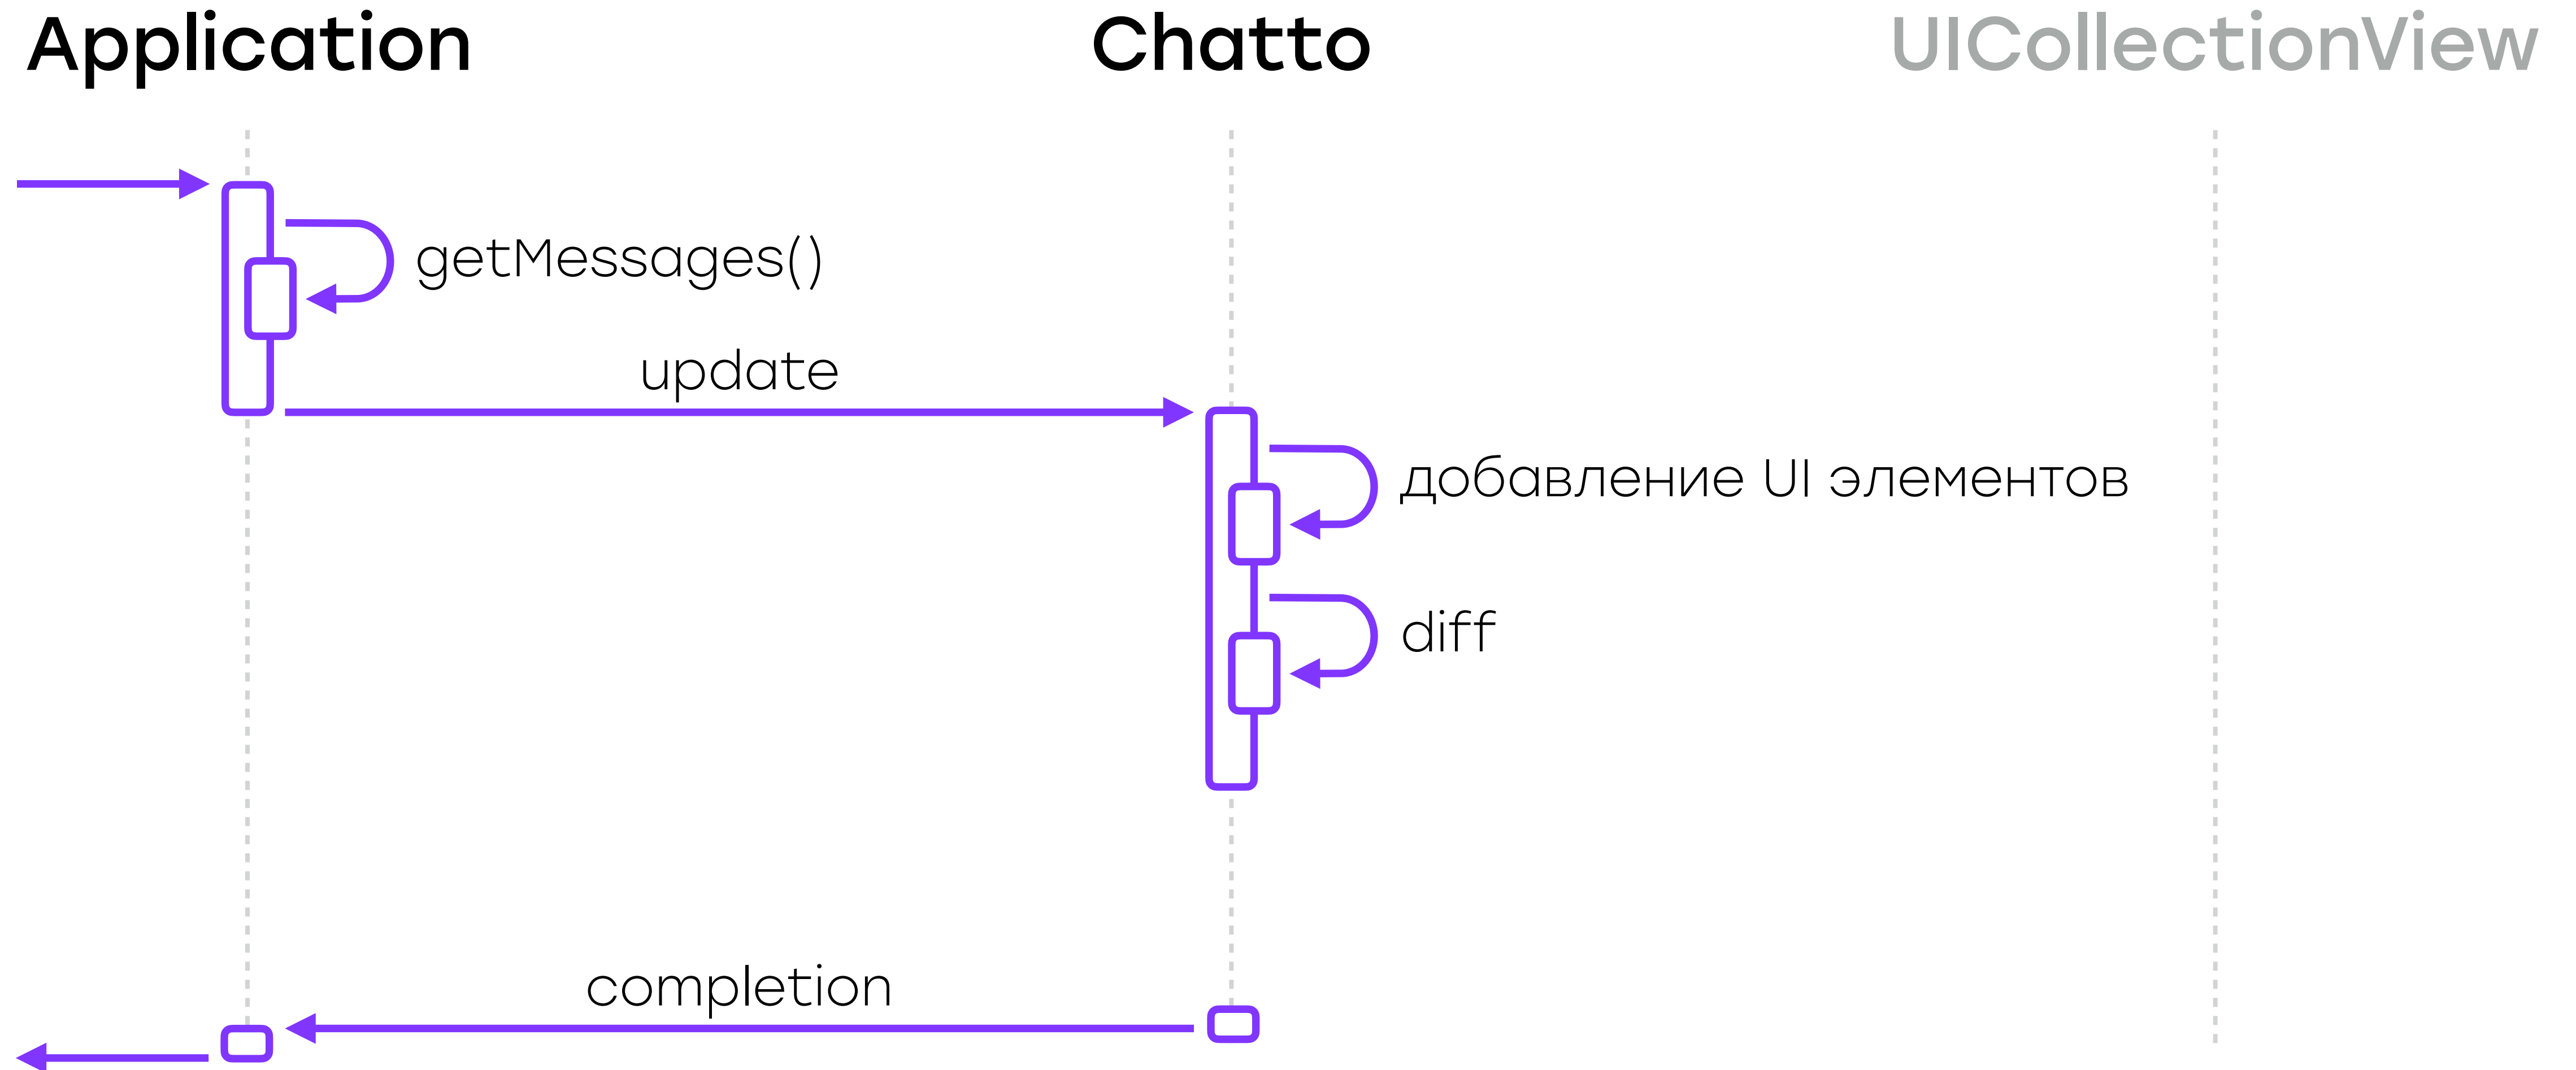 Application
Chatto
UICollectionView
getMessages()
update
добавление UI элементов
diff
completion